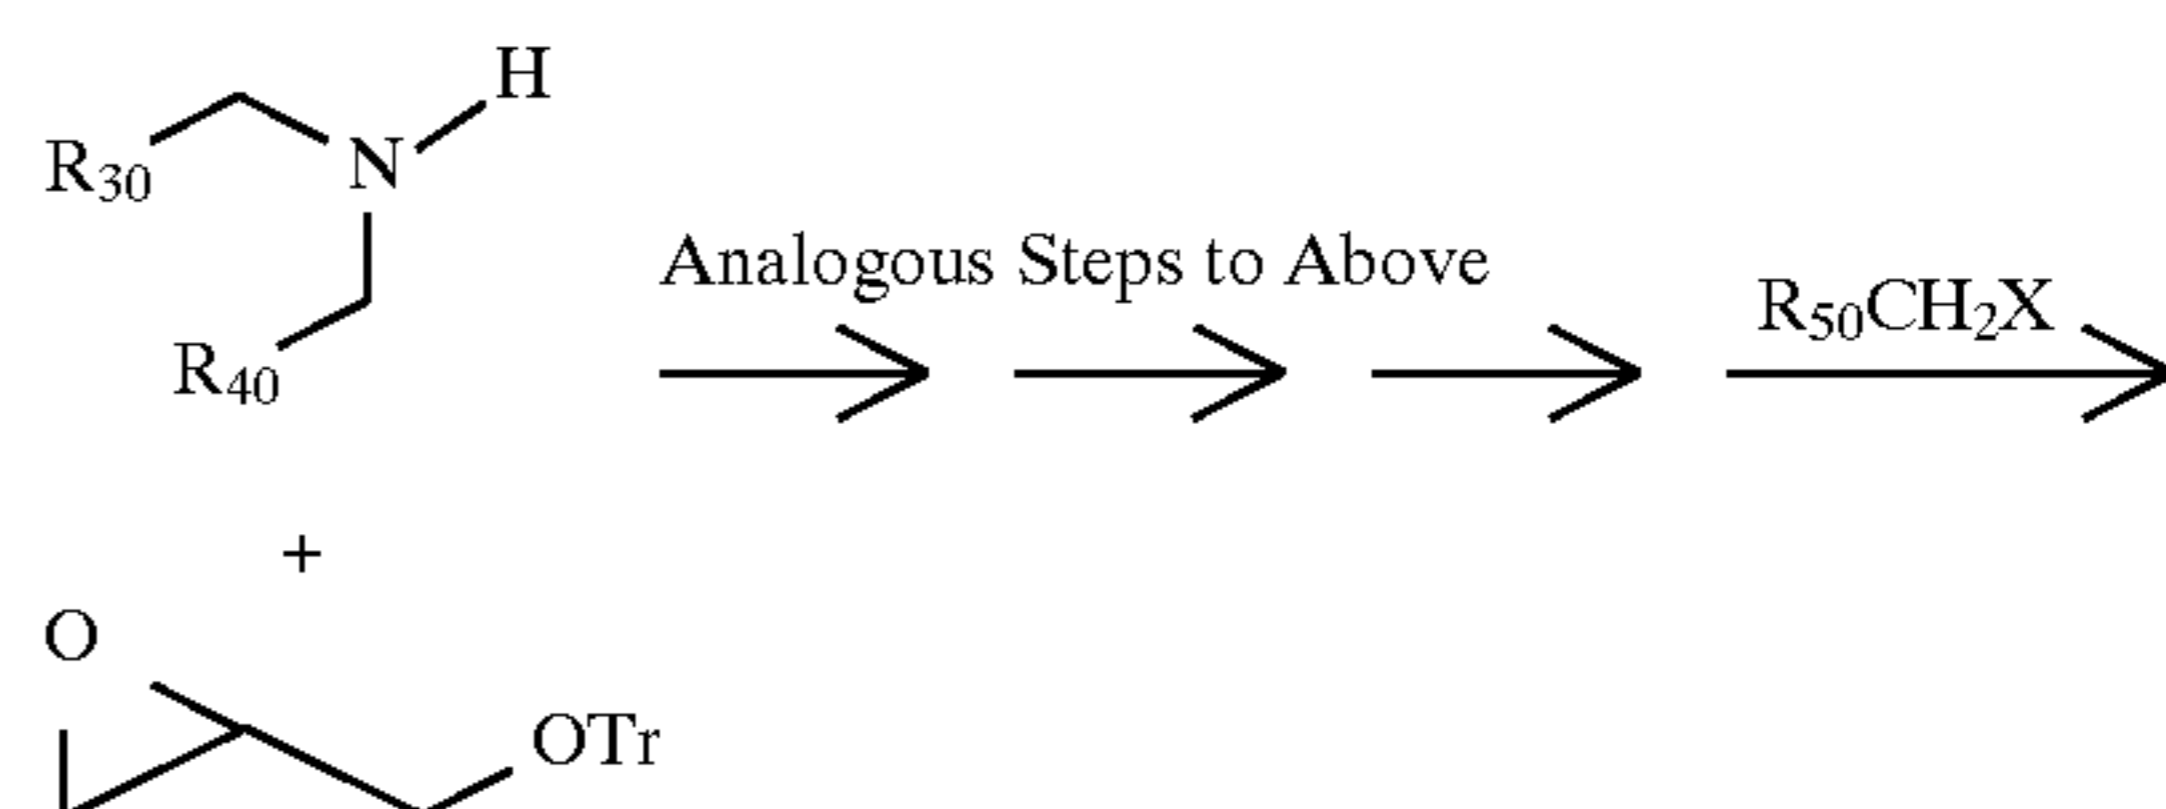 H
R30
N
Analogous Steps to Above
R50CH2X
R40
+
O
OTr